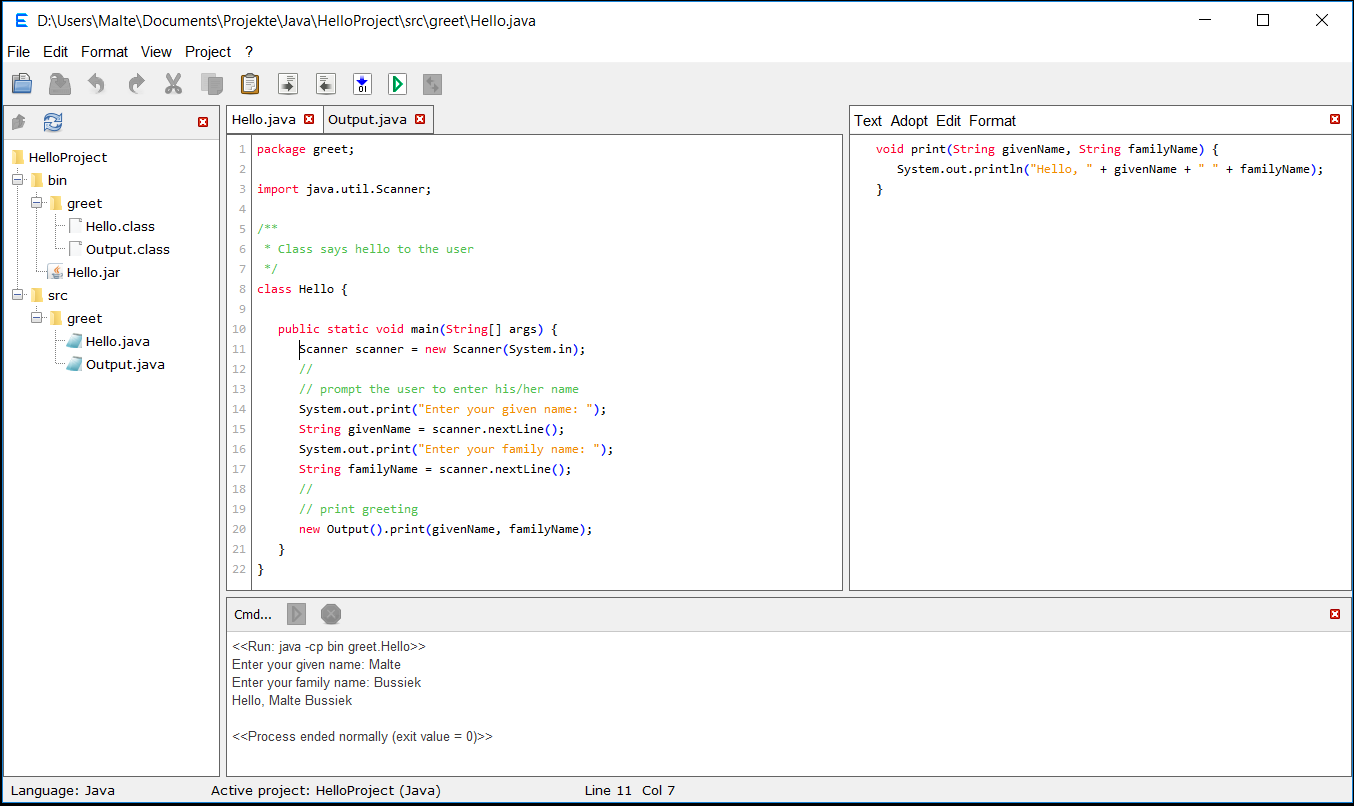 D:\Users\Malte\Documents\Projekte\Java\HelloProject\src\greet\Hello.java
File Edit Format View Project ?
HelloProject
bin
greet
Hello.class
Output.class
Hello.jar
src
greet
Hello.java
Output.java
Hello.java Output.java
1 package greet;
2
3 import java.util.Scanner;
4
5 /**
6  * Class says hello to the user
7  */
8 class Hello {
9
10    public static void main(String[] args) {
11       Scanner scanner = new Scanner(System.in);
12       //
13       // prompt the user to enter his/her name
14       System.out.print("Enter your given name: ");
15       String givenName = scanner.nextLine();
16       System.out.print("Enter your family name: ");
17       String familyName = scanner.nextLine();
18       //
19       // print greeting
20       new Output().print(givenName, familyName);
21    }
22 }
Text Adopt Edit Format
void print(String givenName, String familyName) {
   System.out.println("Hello, " + givenName + " " + familyName);
}
Cmd...
<<Run: java -cp bin greet.Hello>>
Enter your given name: Malte
Enter your family name: Bussiek
Hello, Malte Bussiek
<<Process ended normally (exit value = 0)>>
Language: Java Active project: HelloProject (Java) Line 11 Col 7